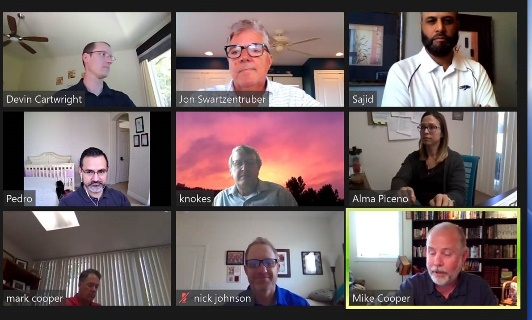 Devin Cartwright
Jon Swartzentruber
Sajid
Pedro
knokes
Alma Piceno
mark cooper
nick johnson
Mike Cooper